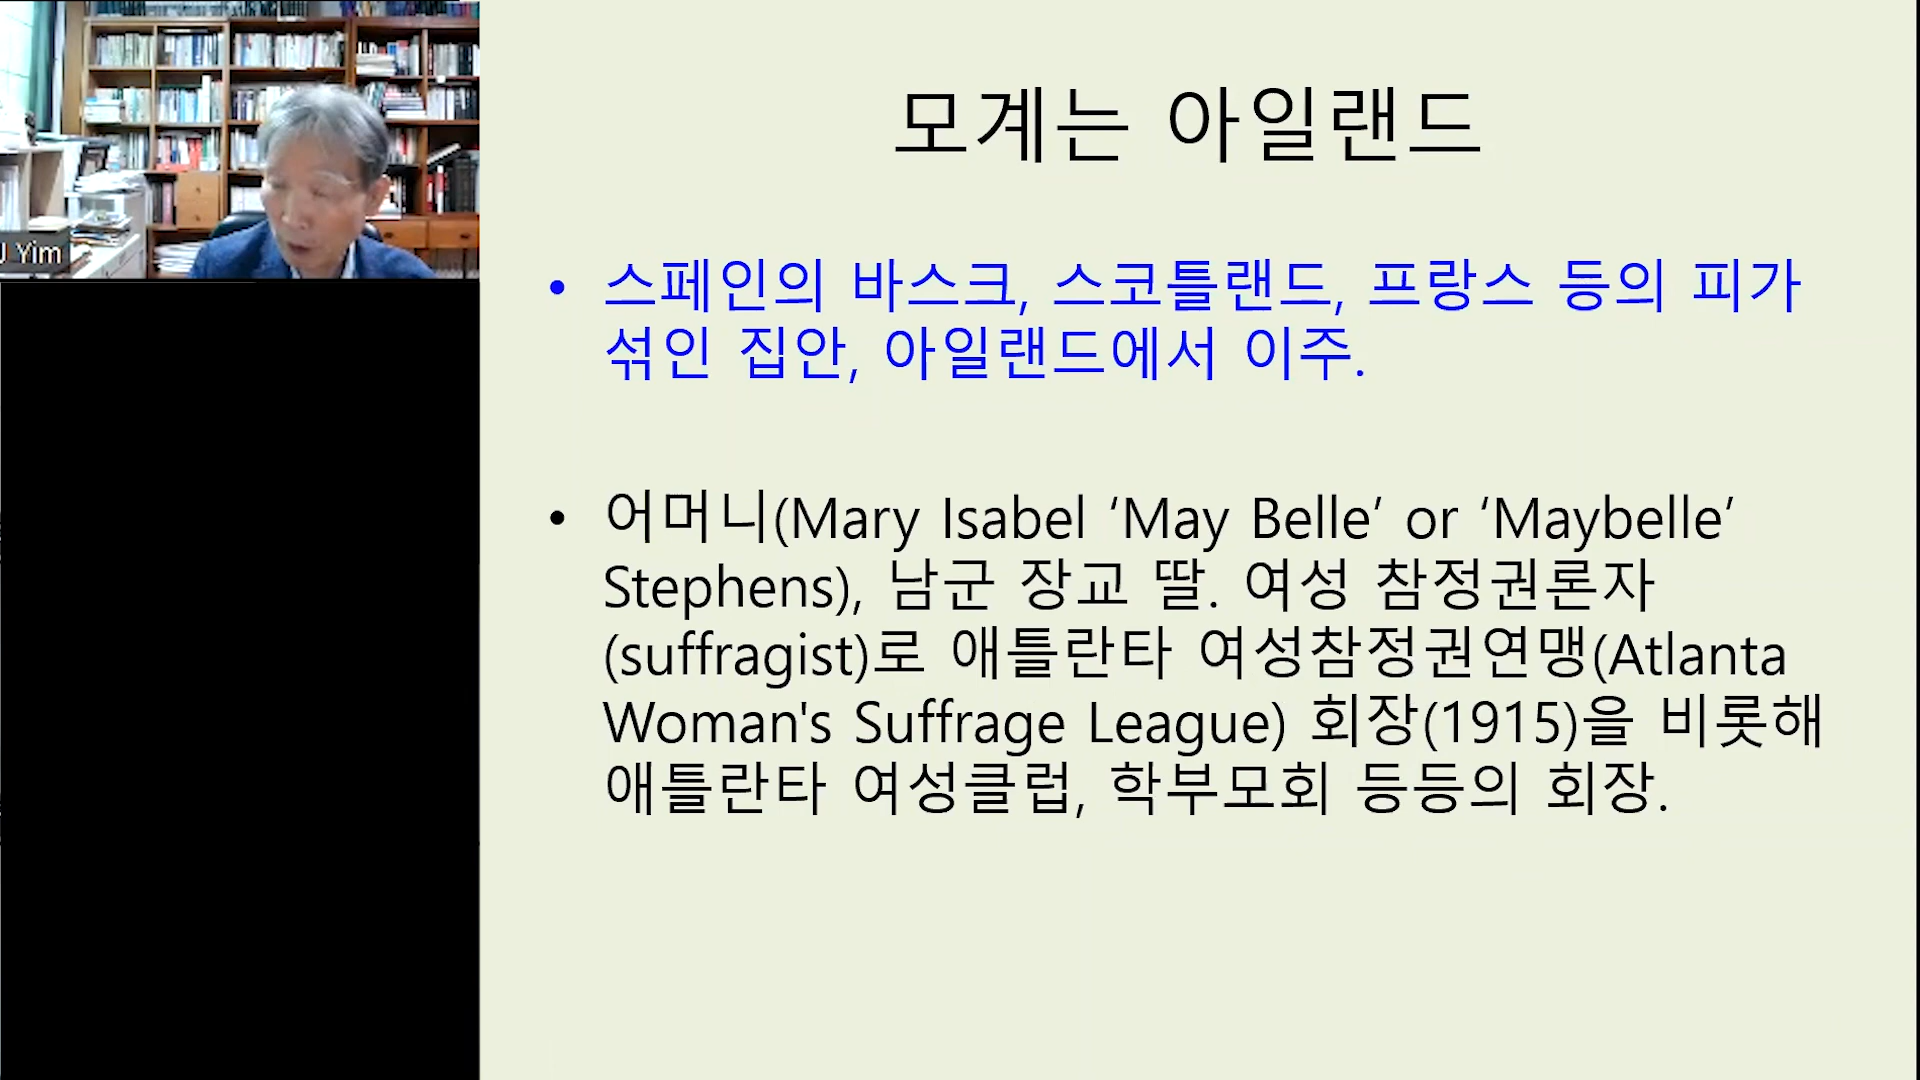 모계는 아일랜드
J Yim
• 스페인의 바스크, 스코틀랜드, 프랑스 등의 피가
섞인 집안, 아일랜드에서 이주.
• 어머니(Mary Isabel ‘May Belle’ or ‘Maybelle’
Stephens), 남군 장교 딸. 여성 참정권론자
(suffragist)로 애틀란타 여성참정권연맹(Atlanta
Woman's Suffrage League) 회장(1915)을 비롯해
애틀란타 여성클럽, 학부모회 등등의 회장.